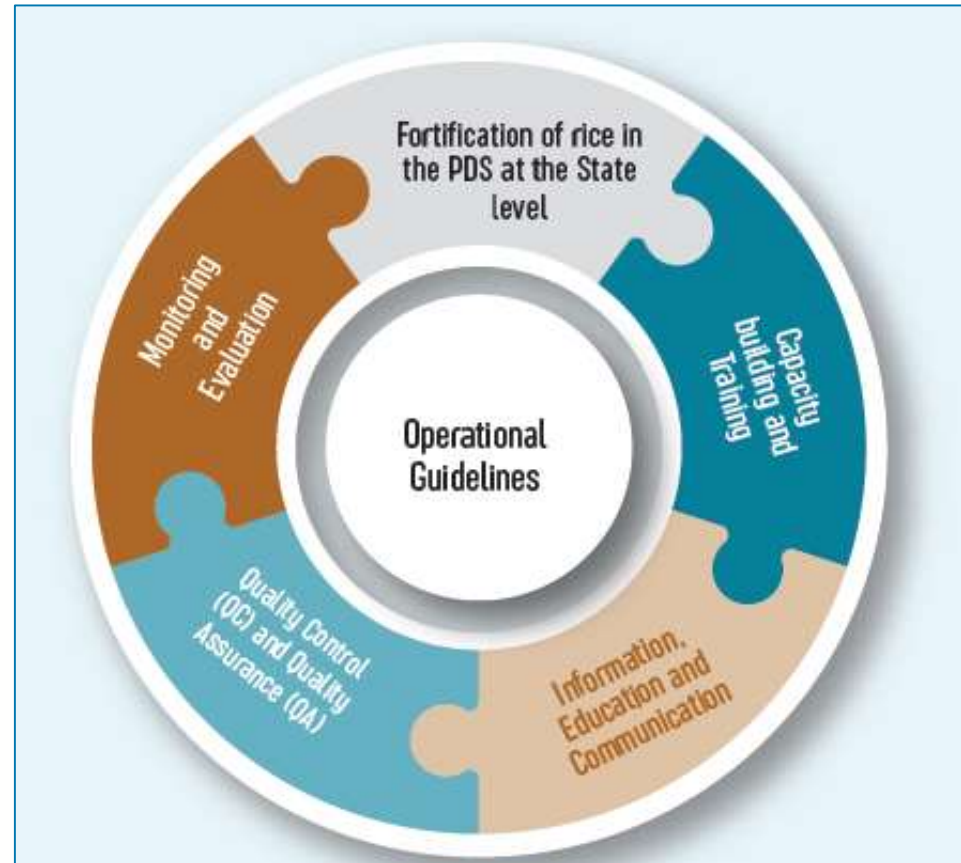 Fortification of rice in
the PDS at the State
level
Capacity
building and
Training
Information,
Education and
Communication
Quality Control
(QC) and Quality
Assurance (QA)
Monitoring
and
Evaluation
Operational
Guidelines